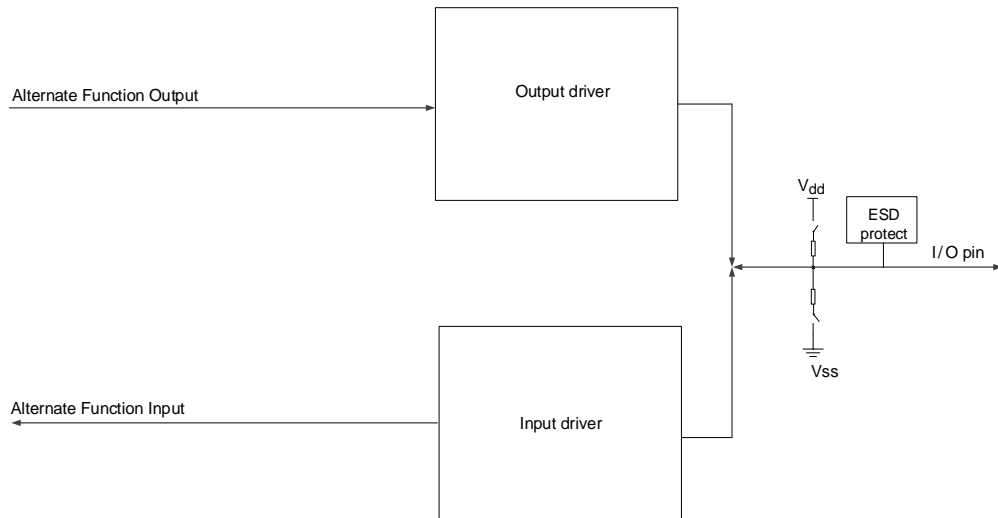 Alternate Function Output
Output driver
Vdd
ESD
protect
I/O pin
Vss
Alternate Function Input
Input driver